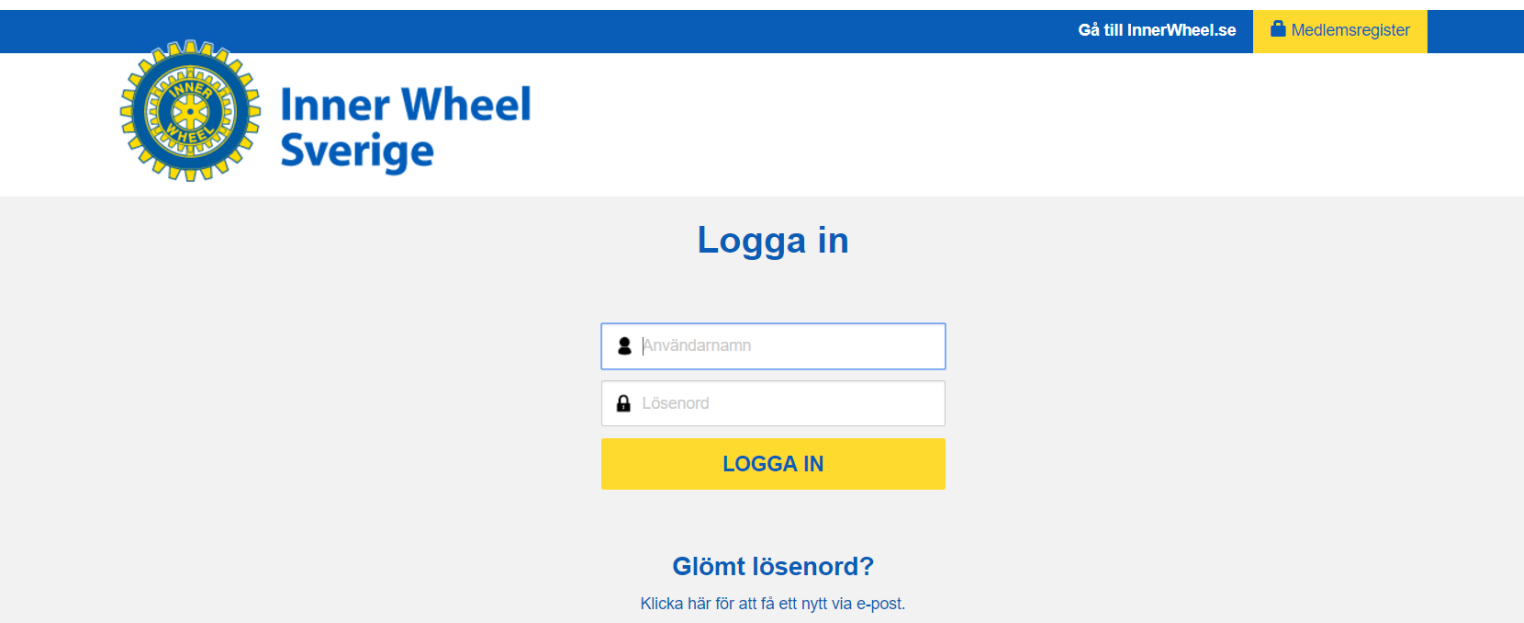 Gå till InnerWheel.se
Medlemsregister
INNER
WHEEL
Inner Wheel
Sverige
Logga in
Användarnamn
Lösenord
LOGGA IN
Glömt lösenord?
Klicka här för att få ett nytt via e-post.